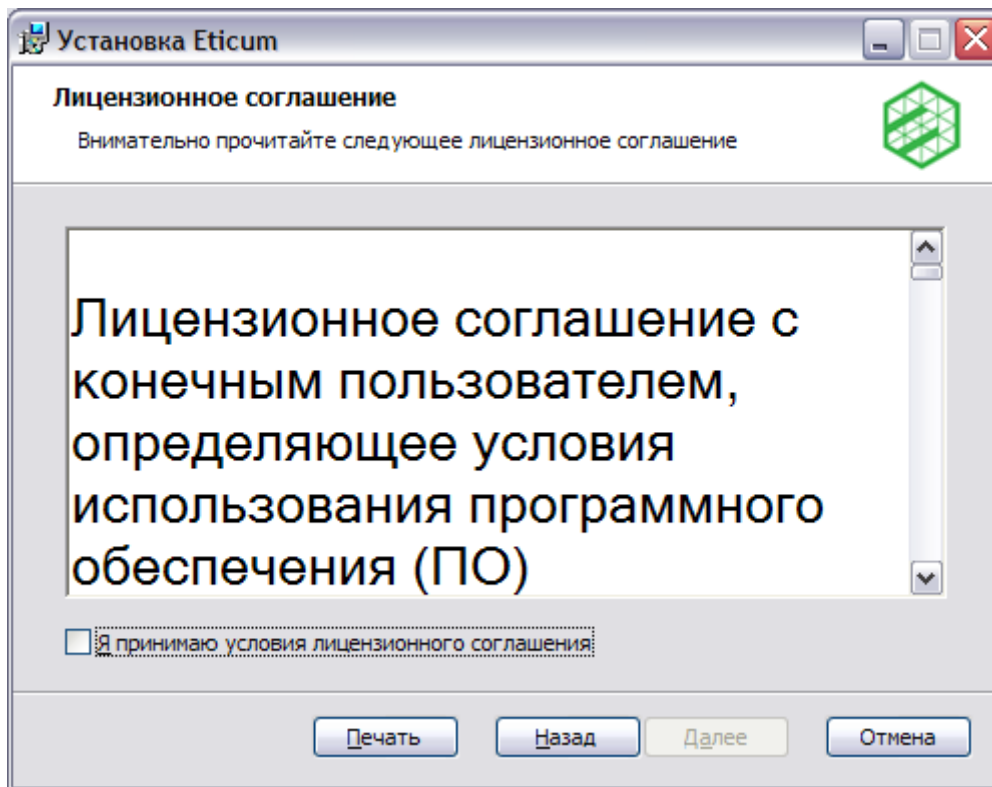 Установка Eticum
Лицензионное соглашение
Внимательно прочитайте следующее лицензионное соглашение
Лицензионное соглашение с
конечным пользователем,
определяющее условия
использования программного
обеспечения (ПО)
Я принимаю условия лицензионного соглашения
Печать Назад Далее Отмена